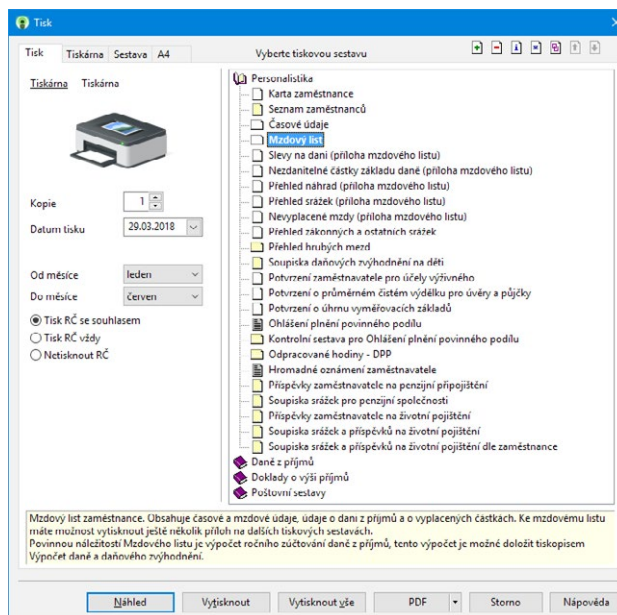 Tisk
Tisk Tiskárna Sestava A4
Vyberte tiskovou sestavu
Tiskárna Tiskárna
Kopie 1
Datum tisku 29.03.2018
Od měsíce leden
Do měsíce červen
Tisk RČ se souhlasem
Tisk RČ vždy
Netisknout RČ
Personalistika
Karta zaměstnance
Seznam zaměstnanců
Časové údaje
Mzdový list
Slevy na dani (příloha mzdového listu)
Nezdanitelné částky základu daně (příloha mzdového listu)
Přehled náhrad (příloha mzdového listu)
Přehled srážek (příloha mzdového listu)
Nevyplacené mzdy (příloha mzdového listu)
Přehled zákonných a ostatních srážek
Přehled hrubých mezd
Soupiska daňových zvýhodnění na děti
Potvrzení zaměstnavatele pro účely výživného
Potvrzení o průměrném čistém výdělku pro úvěry a půjčky
Potvrzení o úhrnu vyměřovacích základů
Ohlášení plnění povinného podílu
Kontrolní sestava pro Ohlášení plnění povinného podílu
Odpracované hodiny - DPP
Hromadné oznámení zaměstnavatele
Příspěvky zaměstnavatele na penzijní připojištění
Soupiska srážek pro penzijní společnosti
Příspěvky zaměstnavatele na životní pojištění
Soupiska srážek a příspěvků na životní pojištění
Soupiska srážek a příspěvků na životní pojištění dle zaměstnance
Daně z příjmů
Doklady o výši příjmů
Poštovní sestavy
Mzdový list zaměstnance. Obsahuje časové a mzdové údaje, údaje o dani z příjmů a o vyplacených částkách. Ke mzdovému listu
máte možnost vytisknout ještě několik příloh na dalších tiskových sestavách.
Povinnou náležitostí Mzdového listu je výpočet ročního zúčtování daně z příjmů, tento výpočet je možné doložit tiskopisem
Výpočet daně a daňového zvýhodnění.
Náhled Vytisknout Vytisknout vše PDF Storno Nápověda